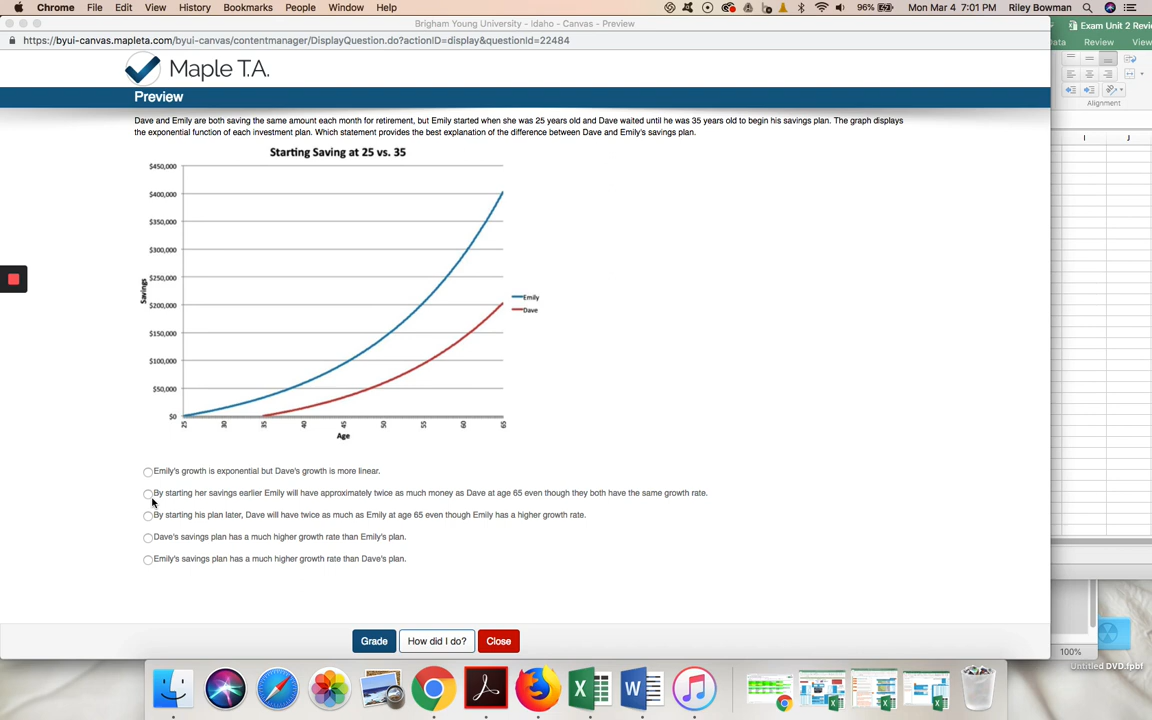 Chrome File Edit View History Bookmarks People Window Help 96% Mon Mar 4 7:01 PM Riley Bowman
Brigham Young University - Idaho - Canvas - Preview
Exam Unit 2 Revi
https://byui-canvas.mapleta.com/byui-canvas/contentmanager/DisplayQuestion.do?actionID=display&questionId=22484
Data Review View
Maple T.A.
Alignment
Preview
Dave and Emily are both saving the same amount each month for retirement, but Emily started when she was 25 years old and Dave waited until he was 35 years old to begin his savings plan. The graph displays
the exponential function of each investment plan. Which statement provides the best explanation of the difference between Dave and Emily's savings plan.
I J
Starting Saving at 25 vs. 35
$450,000
$400,000
$350,000
$300,000
$250,000
$200,000
$150,000
$100,000
$50,000
$0
Savings
Emily
Dave
25 30 35 40 45 50 55 60 65
Age
Emily's growth is exponential but Dave's growth is more linear.
By starting her savings earlier Emily will have approximately twice as much money as Dave at age 65 even though they both have the same growth rate.
By starting his plan later, Dave will have twice as much as Emily at age 65 even though Emily has a higher growth rate.
Dave's savings plan has a much higher growth rate than Emily's plan.
Emily's savings plan has a much higher growth rate than Dave's plan.
Grade How did I do? Close
100%
Untitled DVD.fpbf